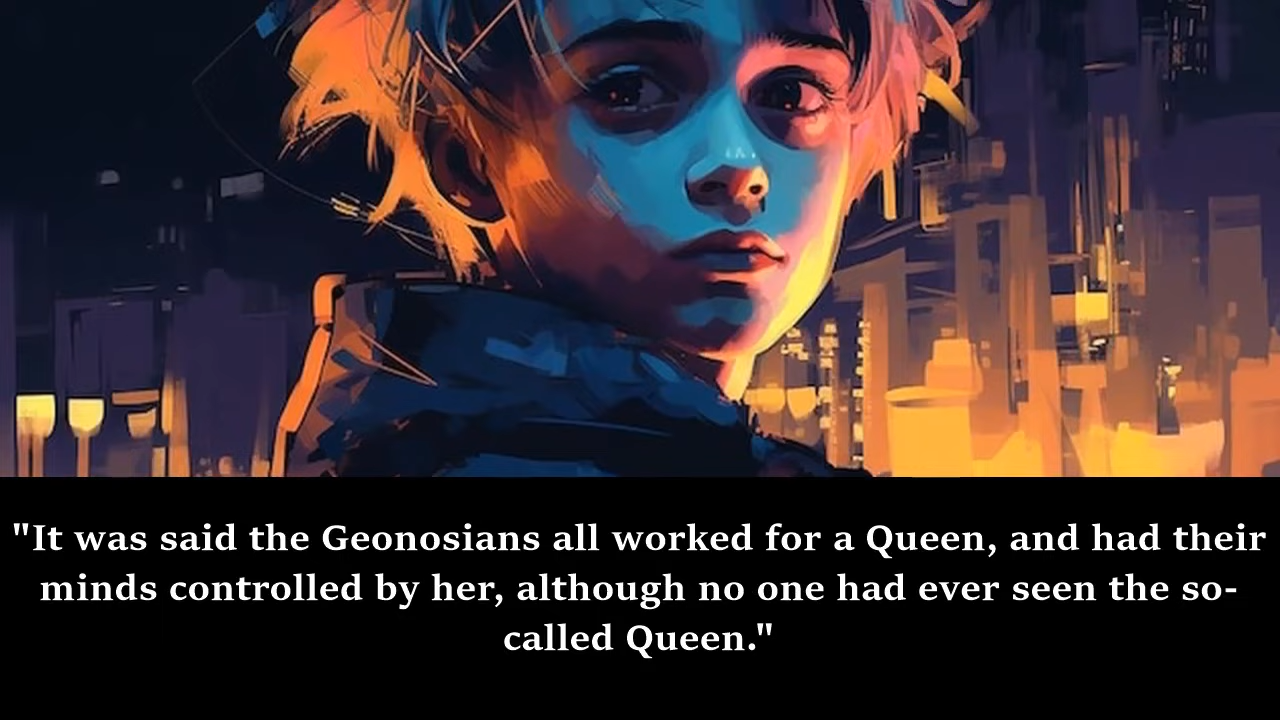 "It was said the Geonosians all worked for a Queen, and had their
minds controlled by her, although no one had ever seen the so-
called Queen."